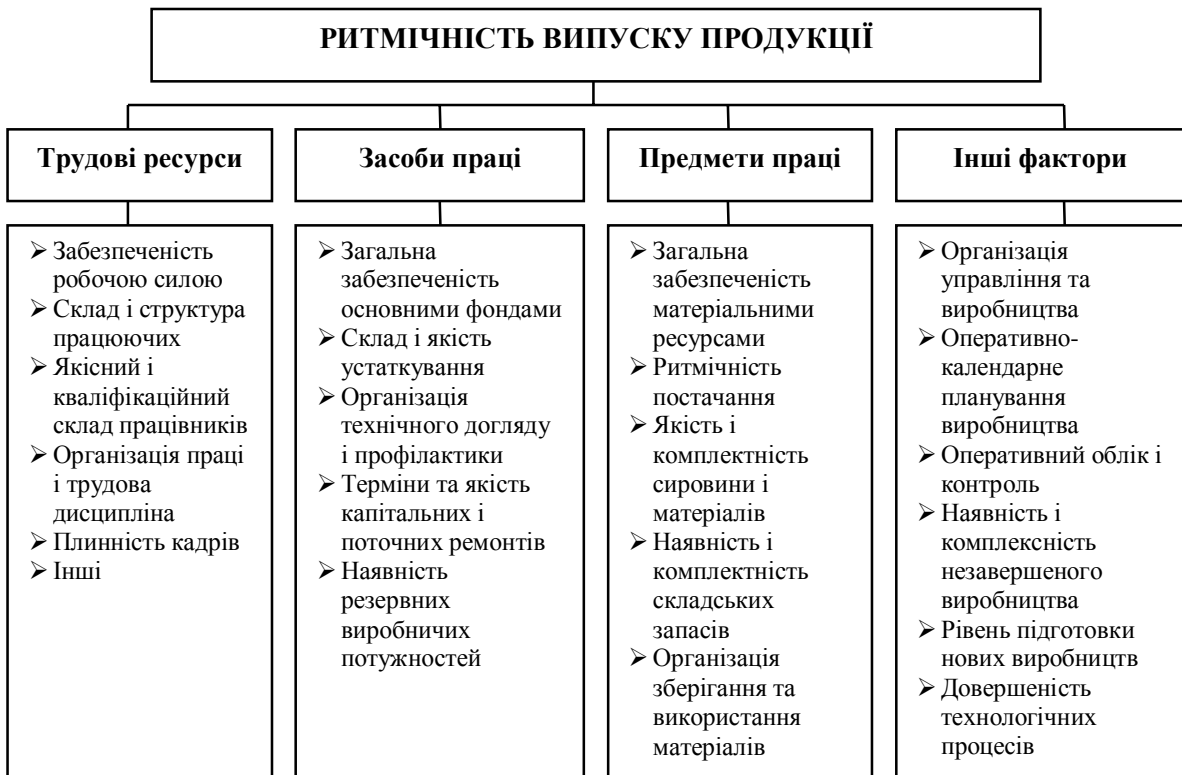 РИТМІЧНІСТЬ ВИПУСКУ ПРОДУКЦІЇ
Трудові ресурси
Забезпеченість
робочою силою
Склад і структура
працюючих
Якісний і
кваліфікаційний
склад працівників
Організація праці
і трудова
дисципліна
Плинність кадрів
Інші
Засоби праці
Загальна
забезпеченість
основними фондами
Склад і якість
устаткування
Організація
технічного догляду
і профілактики
Терміни та якість
капітальних і
поточних ремонтів
Наявність
резервних
виробничих
потужностей
Предмети праці
Загальна
забезпеченість
матеріальними
ресурсами
Ритмічність
постачання
Якість і
комплектність
сировини і
матеріалів
Наявність і
комплектність
складських
запасів
Організація
зберігання та
використання
матеріалів
Інші фактори
Організація
управління та
виробництва
Оперативно-
календарне
планування
виробництва
Оперативний облік і
контроль
Наявність і
комплексність
незавершеного
виробництва
Рівень підготовки
нових виробництв
Довершеність
технологічних
процесів